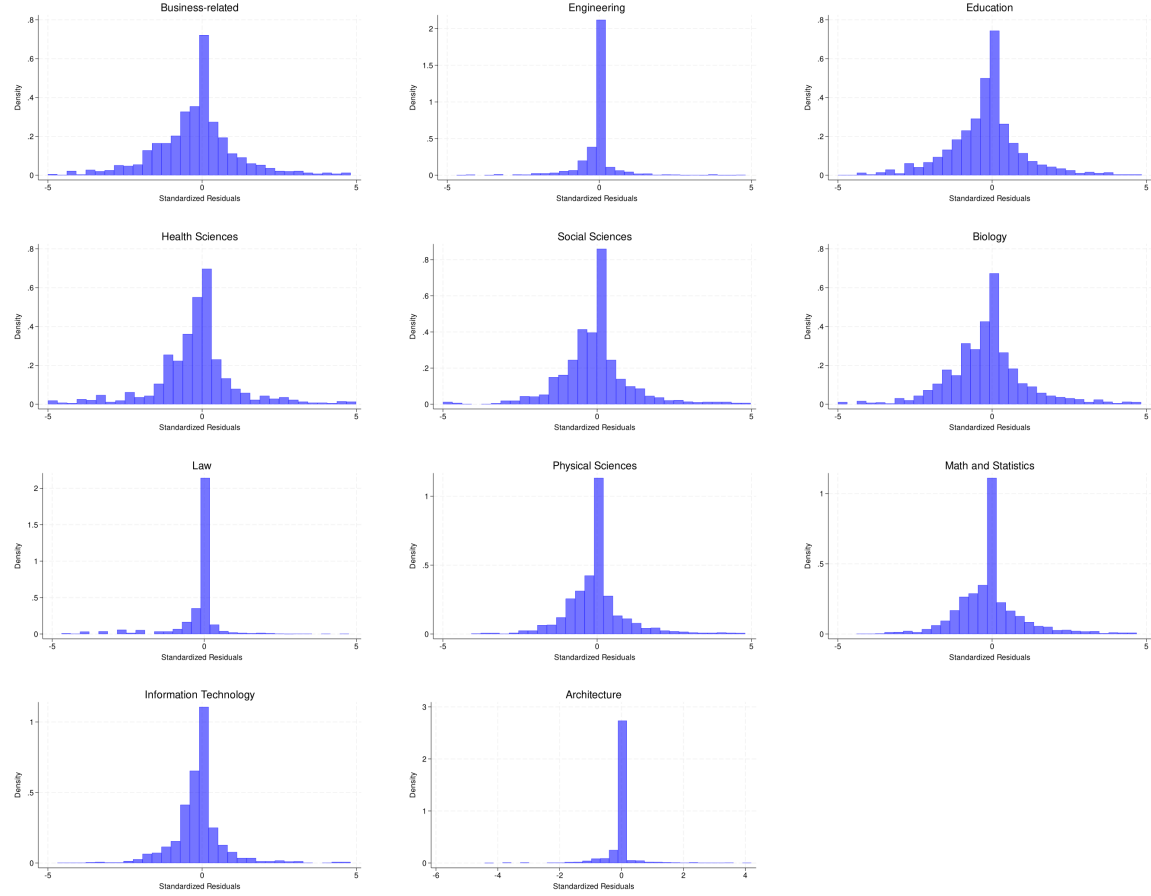 Business-related
.8
.6
.4
.2
0
Density
-5 0 5
Standardized Residuals
Engineering
2
1.5
1
.5
0
Density
-5 0 5
Standardized Residuals
Education
.8
.6
.4
.2
0
Density
-5 0 5
Standardized Residuals
Health Sciences
.8
.6
.4
.2
0
Density
-5 0 5
Standardized Residuals
Social Sciences
.8
.6
.4
.2
0
Density
-5 0 5
Standardized Residuals
Biology
.8
.6
.4
.2
0
Density
-5 0 5
Standardized Residuals
Law
2
1.5
1
.5
0
Density
-5 0 5
Standardized Residuals
Physical Sciences
1
.5
0
Density
-5 0 5
Standardized Residuals
Math and Statistics
1
.5
0
Density
-5 0 5
Standardized Residuals
Information Technology
1
.5
0
Density
-5 0 5
Standardized Residuals
Architecture
3
2
1
0
Density
-6 -4 -2 0 2 4
Standardized Residuals